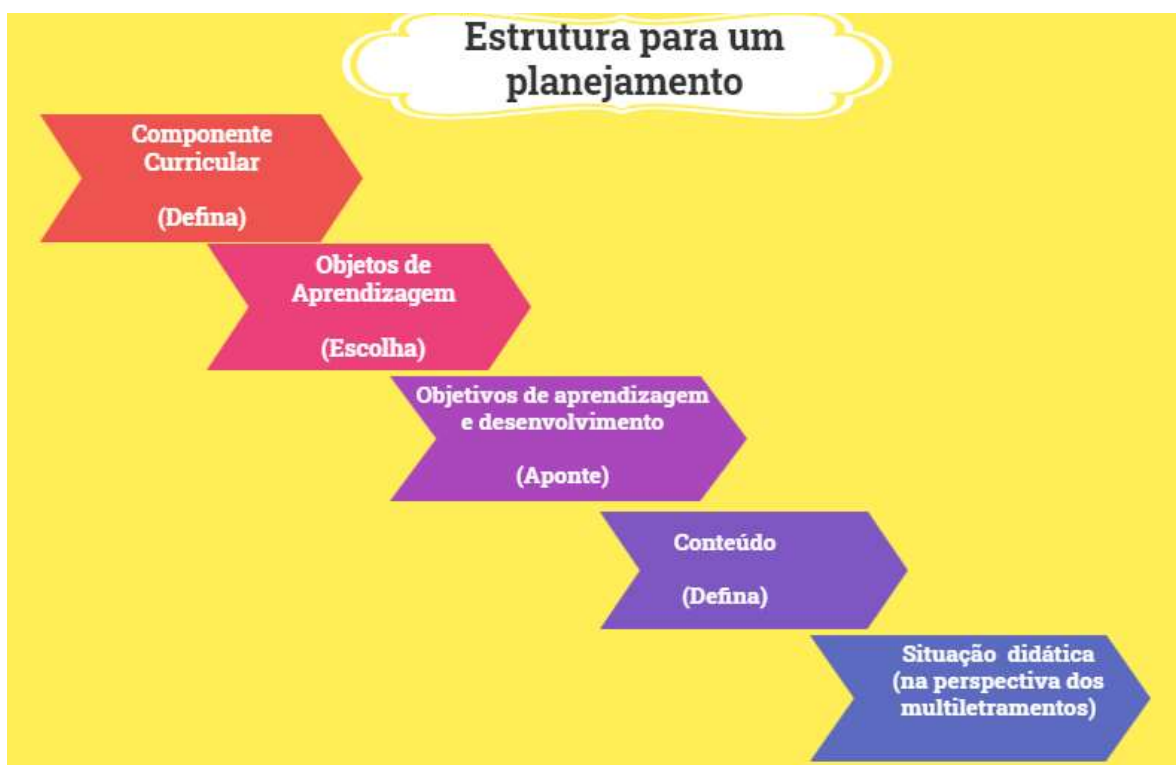 Estrutura para um
planejamento
Componente
Curricular
(Defina)
Objetos de
Aprendizagem
(Escolha)
Objetivos de aprendizagem
e desenvolvimento
(Aponte)
Conteúdo
(Defina)
Situação didática
(na perspectiva dos
multiletramentos)